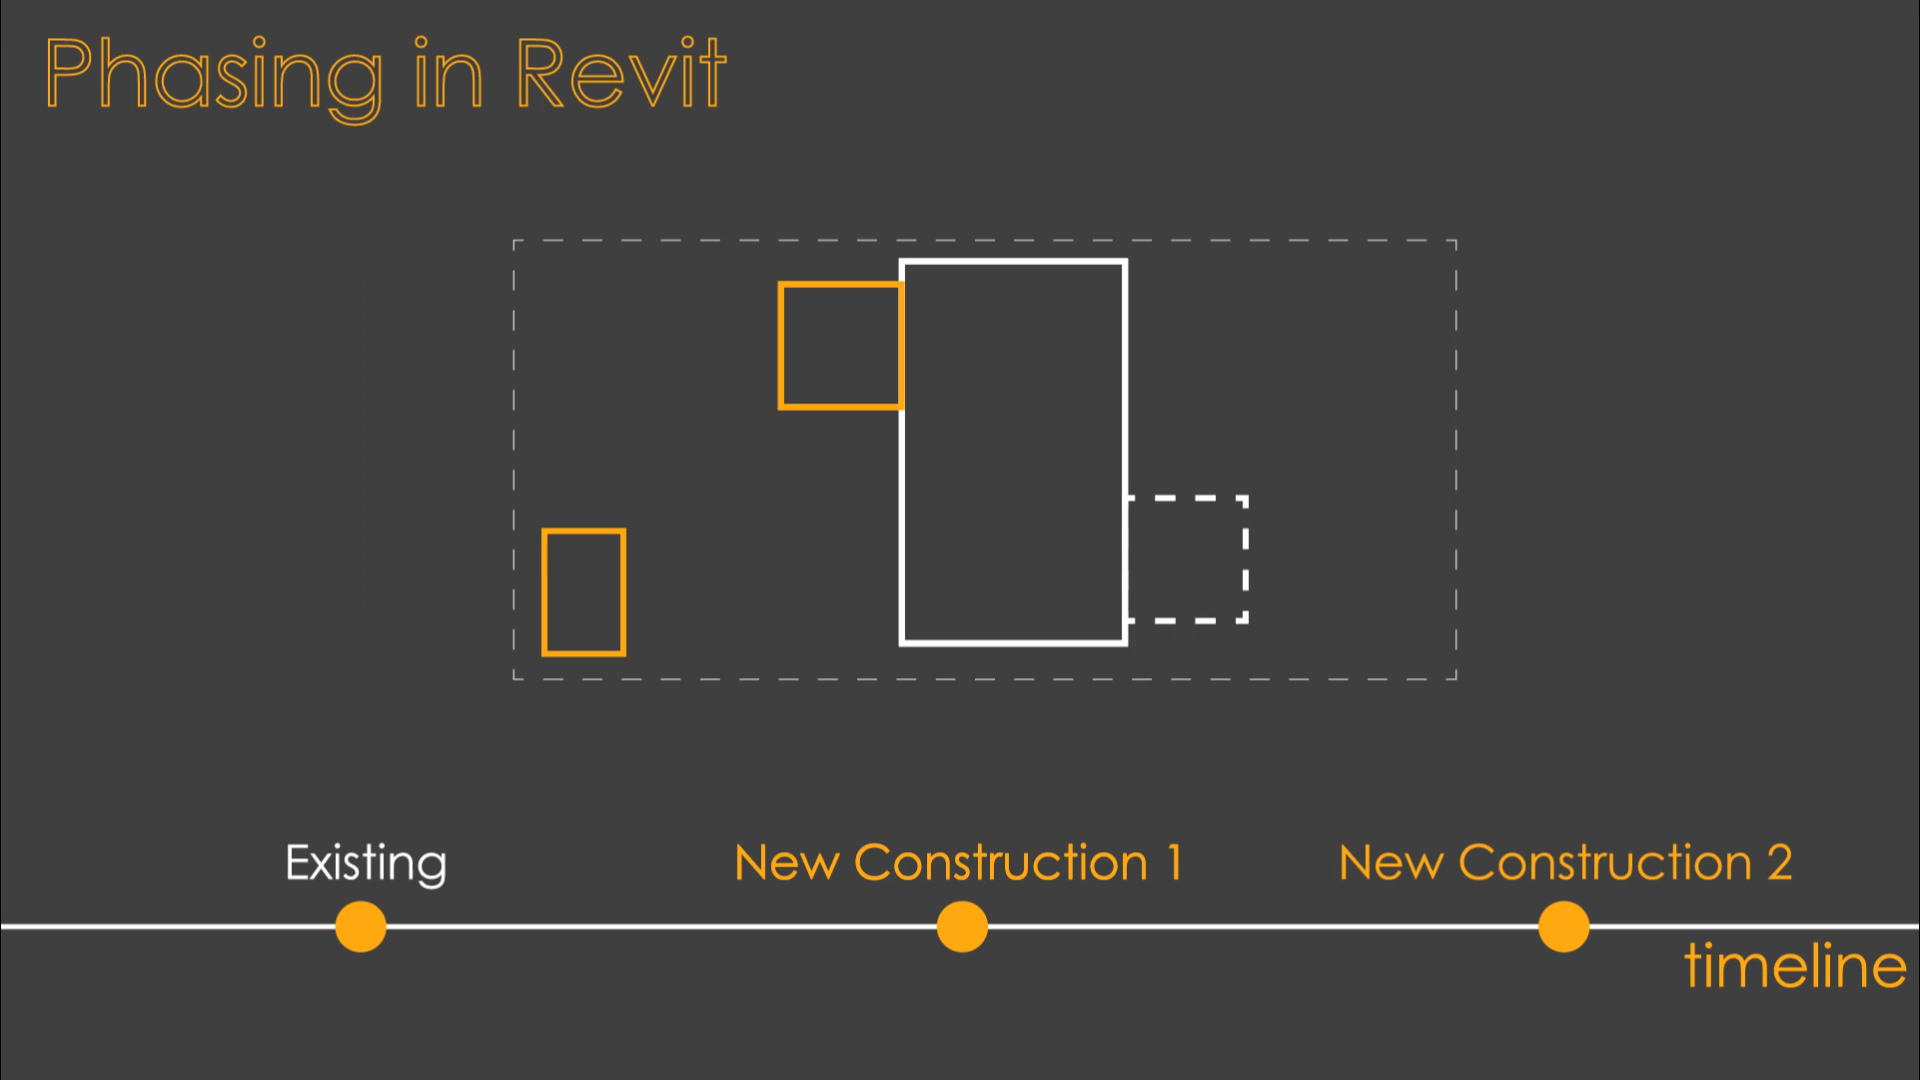 Phasing in Revit
Existing
New Construction 1
New Construction 2
timeline